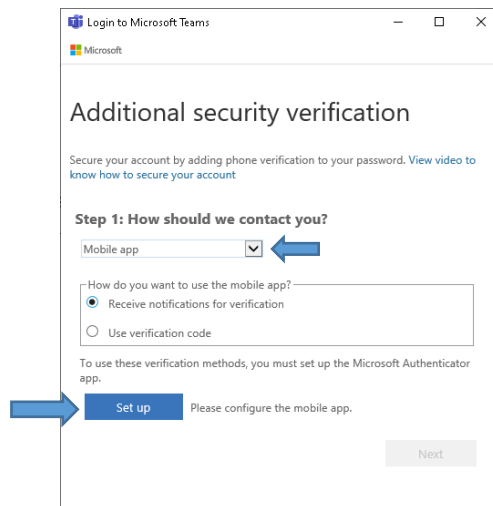 Login to Microsoft Teams
Microsoft
Additional security verification
Secure your account by adding phone verification to your password. View video to
know how to secure your account
Step 1: How should we contact you?
Mobile app
How do you want to use the mobile app?
Receive notifications for verification
Use verification code
To use these verification methods, you must set up the Microsoft Authenticator
app.
Set up Please configure the mobile app.
Next